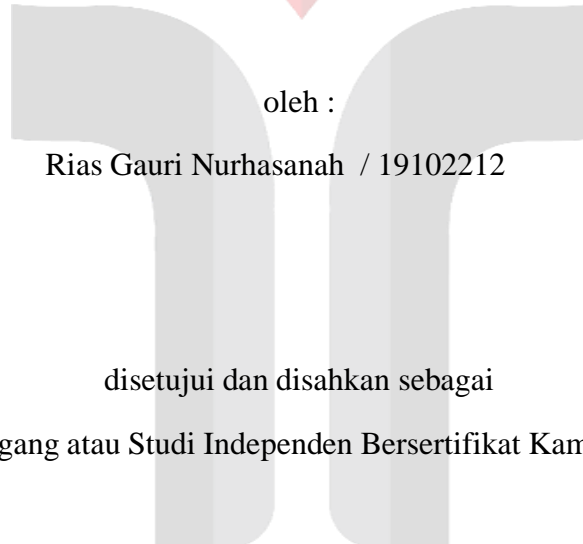 oleh :
Rias Gauri Nurhasanah / 19102212
disetujui dan disahkan sebagai
gang atau Studi Independen Bersertifikat Kam